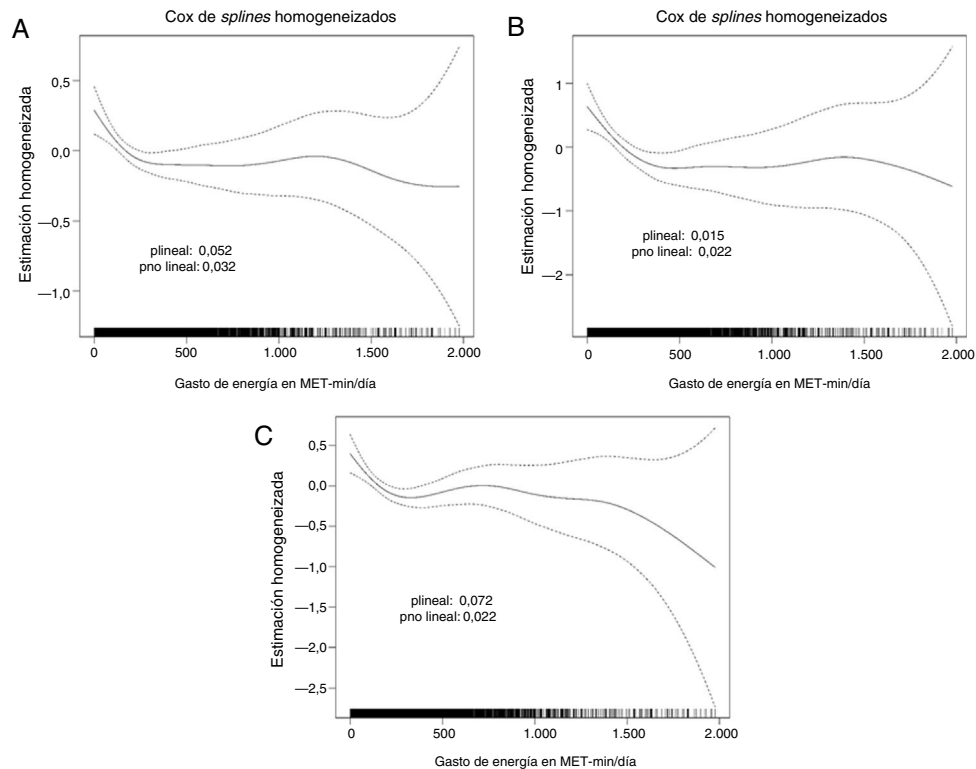 A
Cox de splines homogeneizados
Estimación homogeneizada
0,5
0,0
—0,5
—1,0
plineal: 0,052
pno lineal: 0,032
0 500 1.000 1.500 2.000
Gasto de energía en MET-min/día
B
Cox de splines homogeneizados
Estimación homogeneizada
1
0
—1
—2
plineal: 0,015
pno lineal: 0,022
0 500 1.000 1.500 2.000
Gasto de energía en MET-min/día
C
Estimación homogeneizada
0,5
0,0
—0,5
—1,0
—1,5
—2,0
—2,5
plineal: 0,072
pno lineal: 0,022
0 500 1.000 1.500 2.000
Gasto de energía en MET-min/día